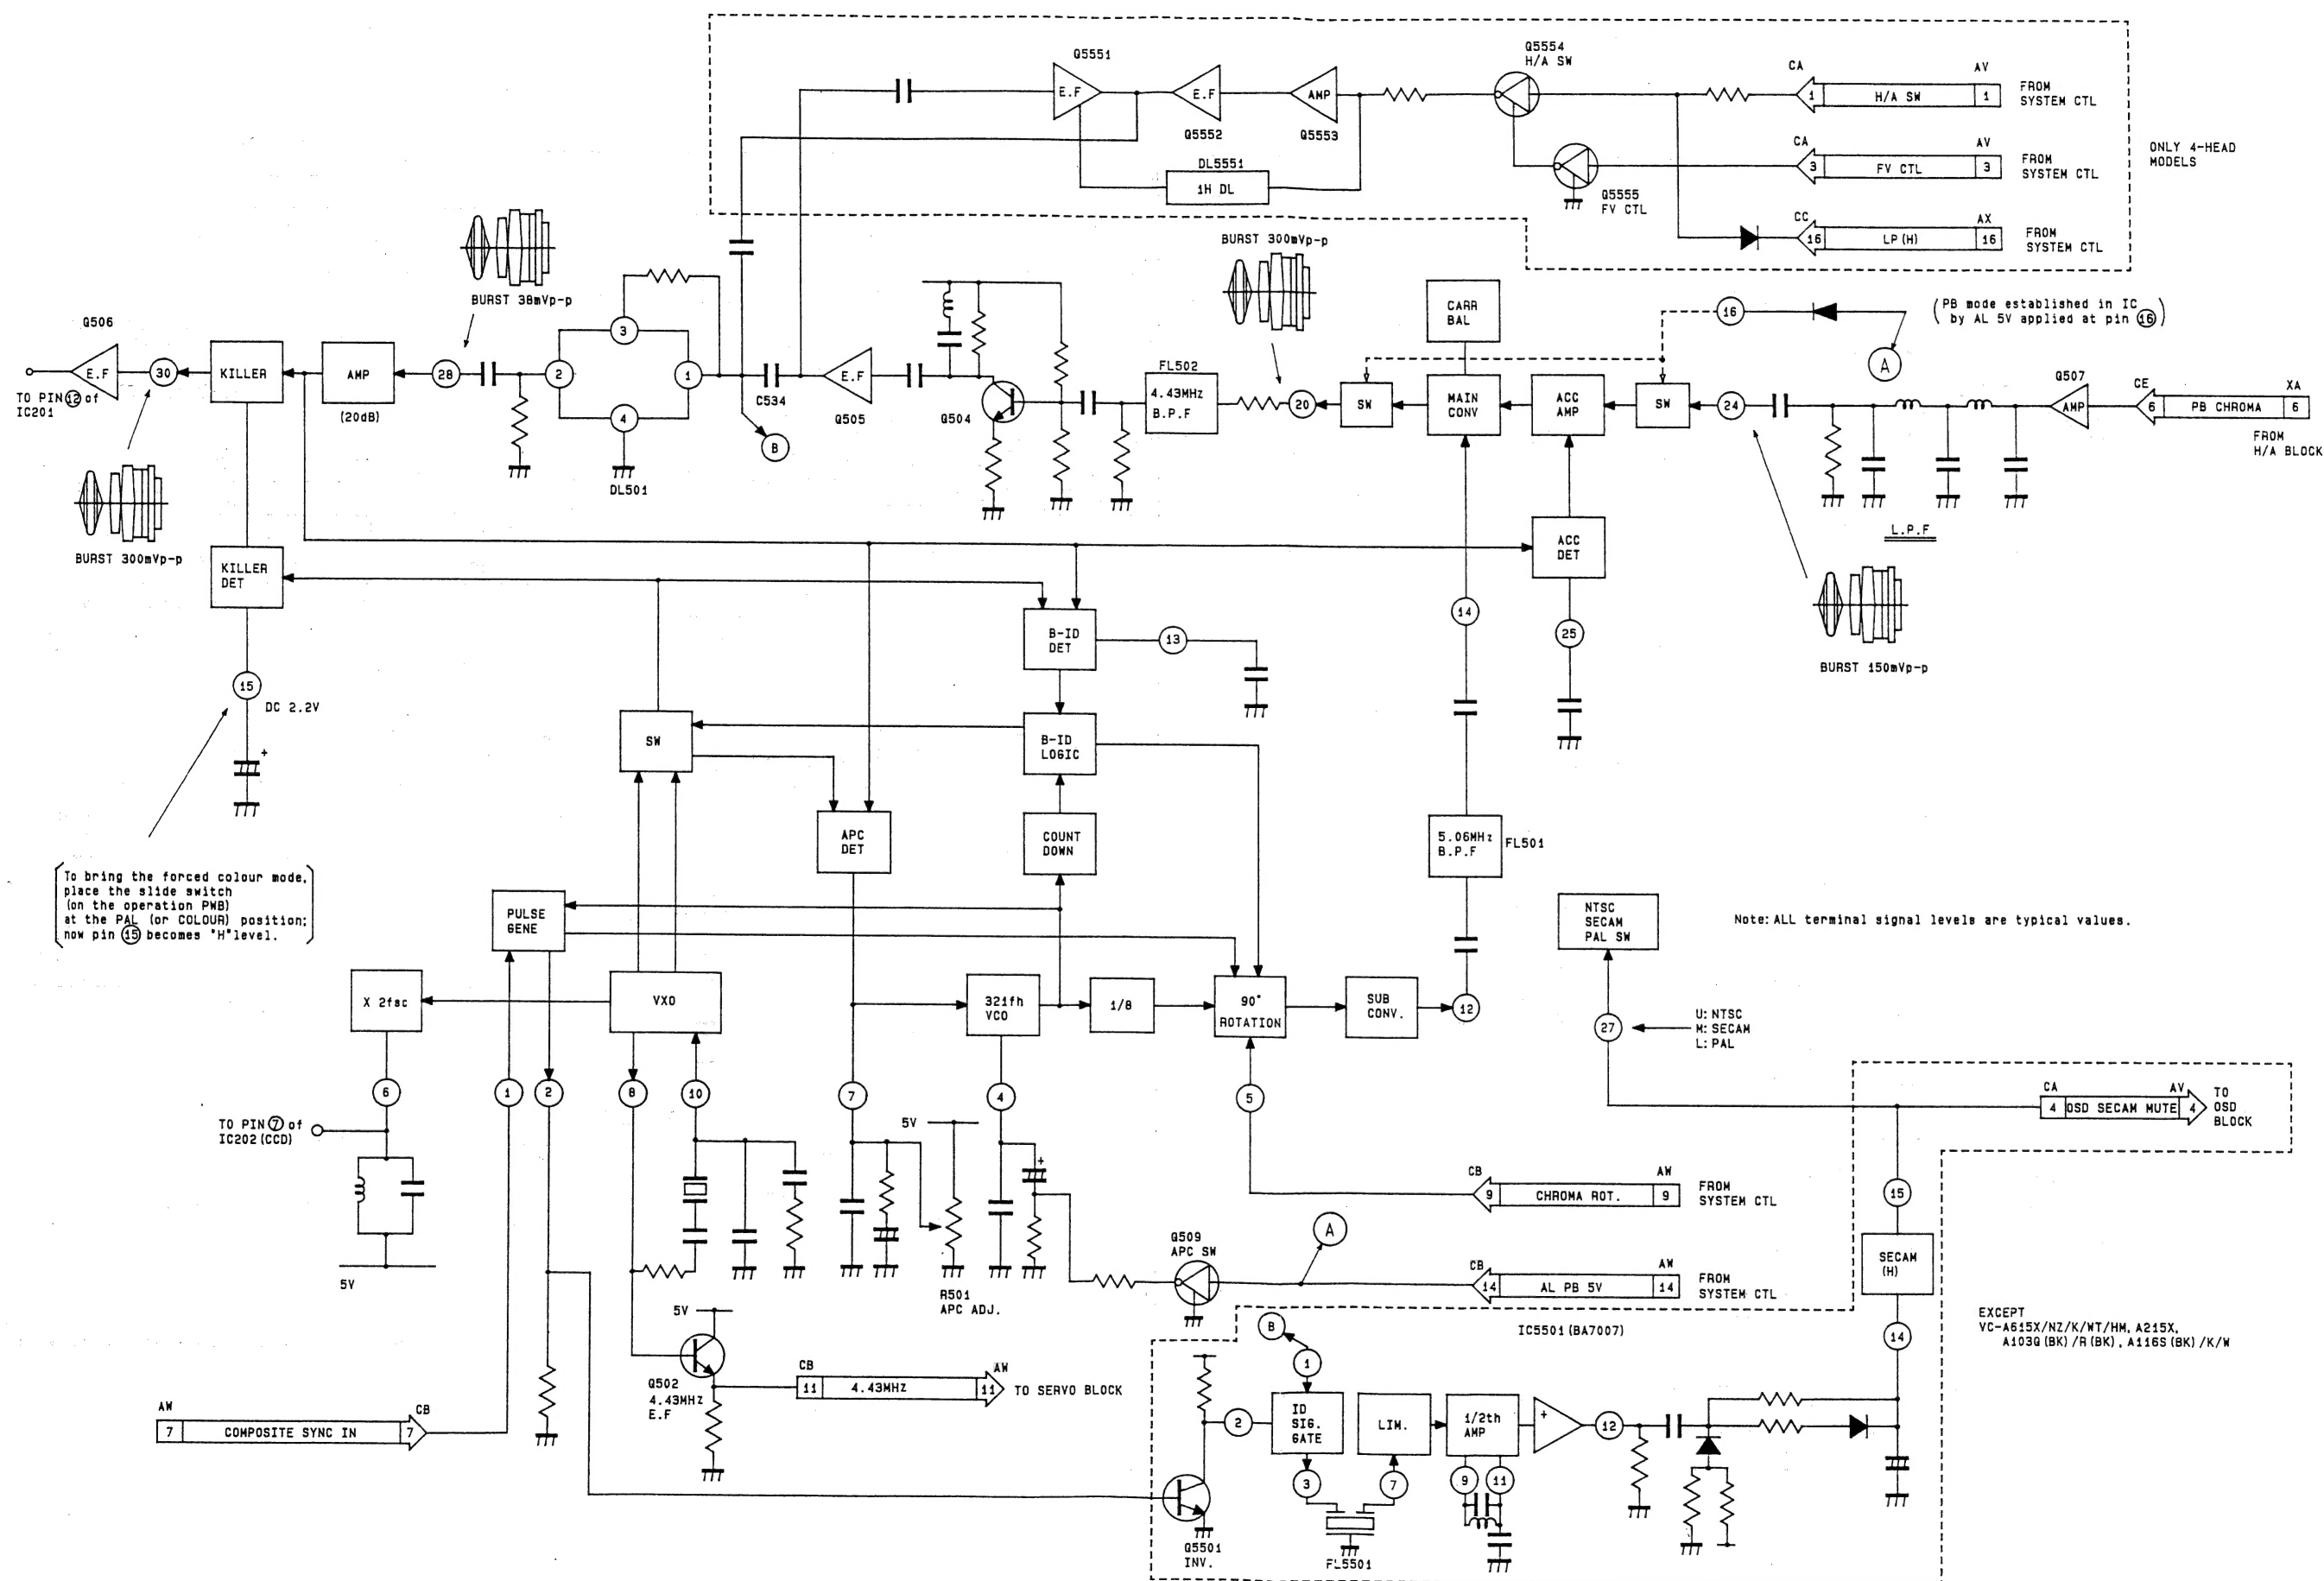 Q5551
E.F
E.F
Q5552
AMP
Q5553
Q5554
H/A SW
CA
AV
1
H/A SW
1
FROM
SYSTEM CTL
DL5551
1H DL
Q5555
FV CTL
CA
AV
3
FV CTL
3
FROM
SYSTEM CTL
CC
AX
16
LP (H)
16
FROM
SYSTEM CTL
ONLY 4-HEAD
MODELS
Q506
E.F
TO PIN 12 of
IC201
30
KILLER
AMP
(20dB)
28
BURST 38mVp-p
2
3
1
4
DL501
C534
B
E.F
Q505
Q504
FL502
4.43MHz
B.P.F
BURST 300mVp-p
20
SW
CARR
BAL
MAIN
CONV
ACC
AMP
SW
16
(PB mode established in IC
by AL 5V applied at pin 16)
A
24
Q507
AMP
CE
XA
6
PB CHROMA
6
FROM
H/A BLOCK
L.P.F
BURST 150mVp-p
BURST 300mVp-p
KILLER
DET
ACC
DET
25
14
15
DC 2.2V
+
B-ID
DET
13
SW
B-ID
LOGIC
APC
DET
COUNT
DOWN
5.06MHz
B.P.F
FL501
To bring the forced colour mode,
place the slide switch
(on the operation PWB)
at the PAL (or COLOUR) position;
now pin 15 becomes "H"level.
PULSE
GENE
NTSC
SECAM
PAL SW
Note: ALL terminal signal levels are typical values.
X 2fsc
VXO
321fh
VCO
1/8
90°
ROTATION
SUB
CONV.
12
27
U: NTSC
M: SECAM
L: PAL
6
1
2
8
10
7
4
5
TO PIN 7 of
IC202 (CCD)
5V
5V
+
R501
APC ADJ.
CA
AV
4
OSD SECAM MUTE
4
TO
OSD
BLOCK
CB
AW
9
CHROMA ROT.
9
FROM
SYSTEM CTL
15
SECAM
(H)
14
Q509
APC SW
A
CB
AW
14
AL PB 5V
14
FROM
SYSTEM CTL
5V
Q502
4.43MHz
E.F
CB
AW
11
4.43MHz
11
TO SERVO BLOCK
AW
CB
7
COMPOSITE SYNC IN
7
IC5501 (BA7007)
B
1
2
ID
SIG.
GATE
3
LIM.
7
1/2th
AMP
9
11
+
12
Q5501
INV.
FL5501
EXCEPT
VC-A615X/NZ/K/WT/HM, A215X,
A103G (BK) /R (BK) , A116S (BK) /K/W